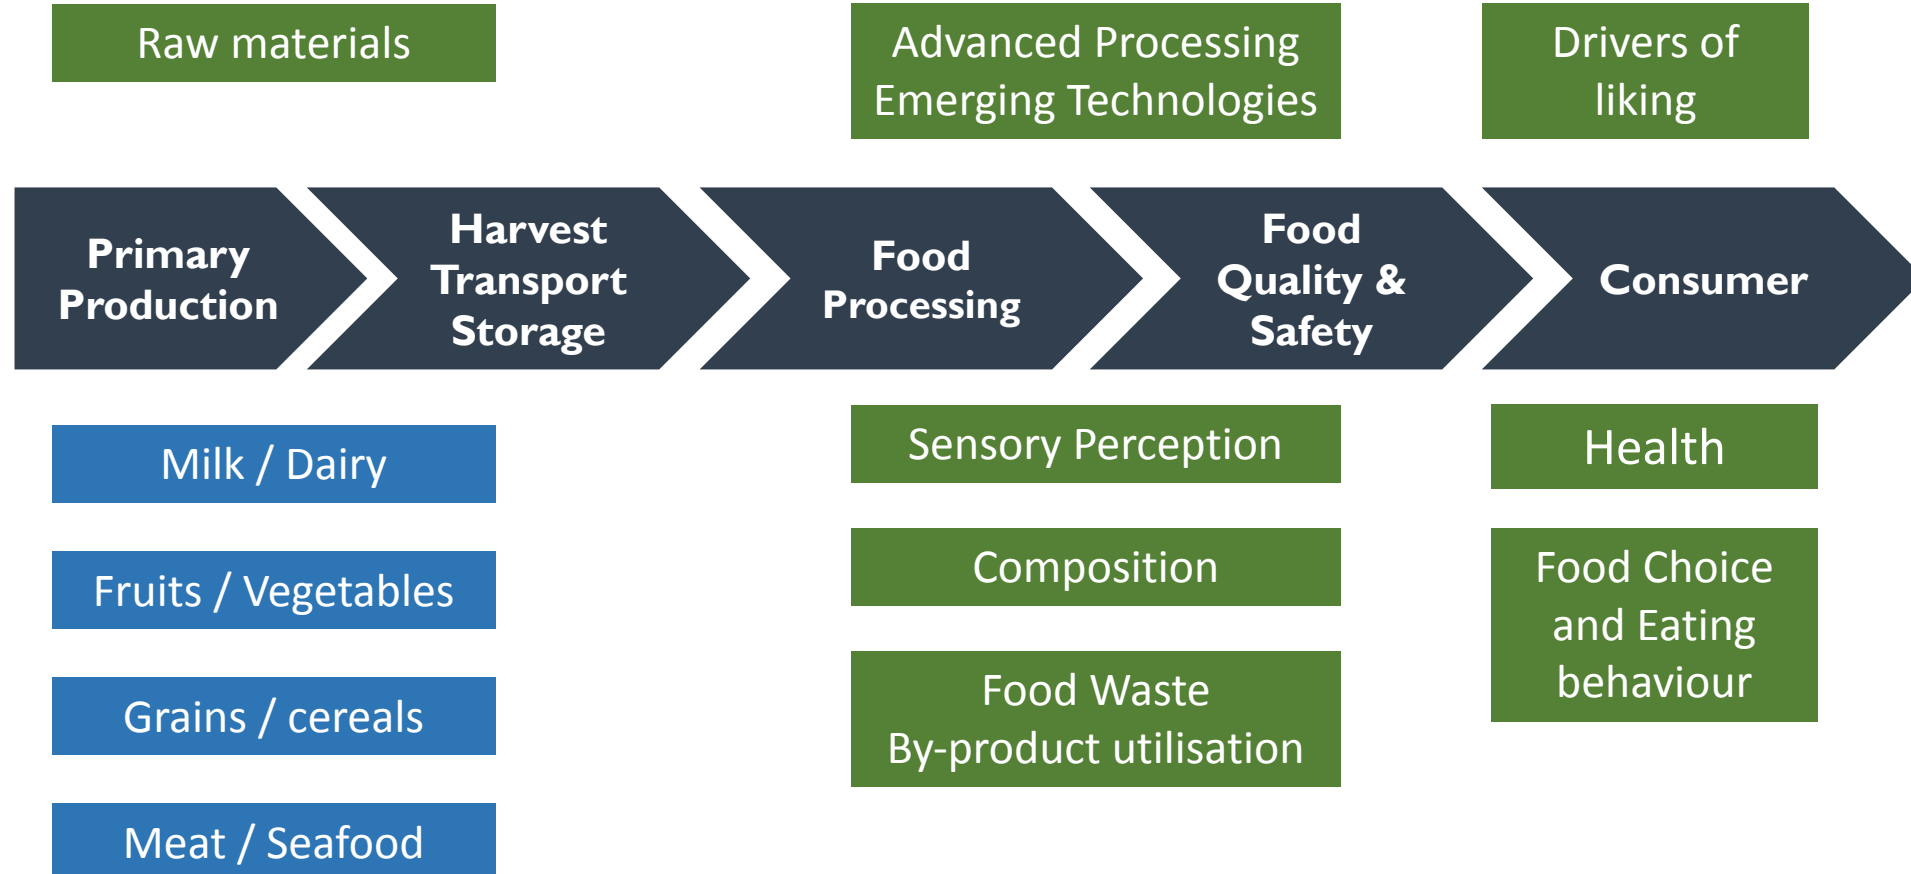 Raw materials
Advanced Processing
Emerging Technologies
Drivers of
liking
Primary
Production
Harvest
Transport
Storage
Food
Processing
Food
Quality &
Safety
Consumer
Milk / Dairy
Fruits / Vegetables
Grains / cereals
Meat / Seafood
Sensory Perception
Composition
Food Waste
By-product utilisation
Health
Food Choice
and Eating
behaviour